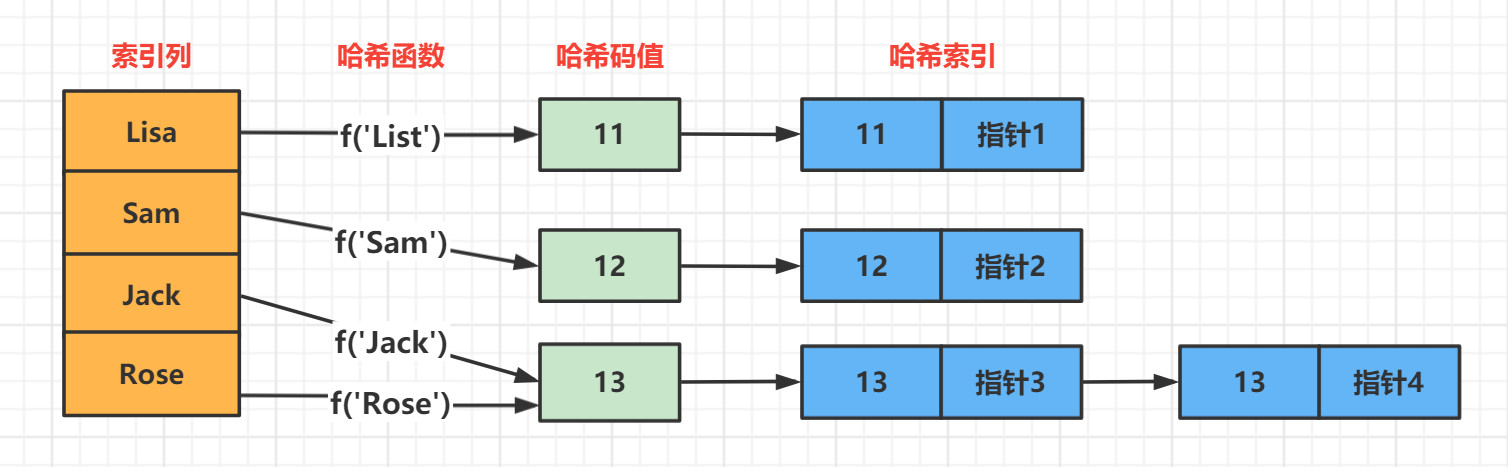 索引列 哈希函数 哈希码值 哈希索引
Lisa f('List') 11 11 指针1
Sam f('Sam') 12 12 指针2
Jack f('Jack')
13 13 指针3 13 指针4
Rose f('Rose')